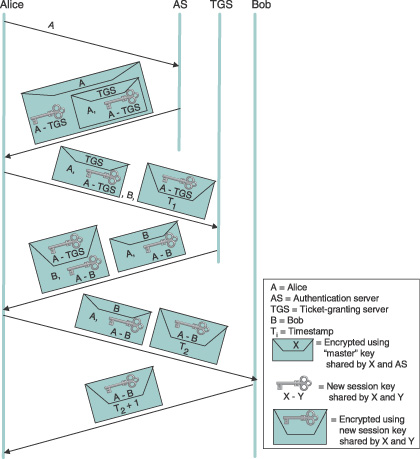 Alice AS TGS Bob
A
A
TGS
A, A - TGS
A - TGS
TGS
A, A - TGS
, B,
A - TGS
T1
A - TGS
B, A - B
B
A, A - B
B
A, A - B
A - B
T2
A - B
T2 + 1
A = Alice
AS = Authentication server
TGS = Ticket-granting server
B = Bob
Ti = Timestamp
X = Encrypted using
"master" key
shared by X and AS
X - Y = New session key
shared by X and Y
= Encrypted using
new session key
shared by X and Y